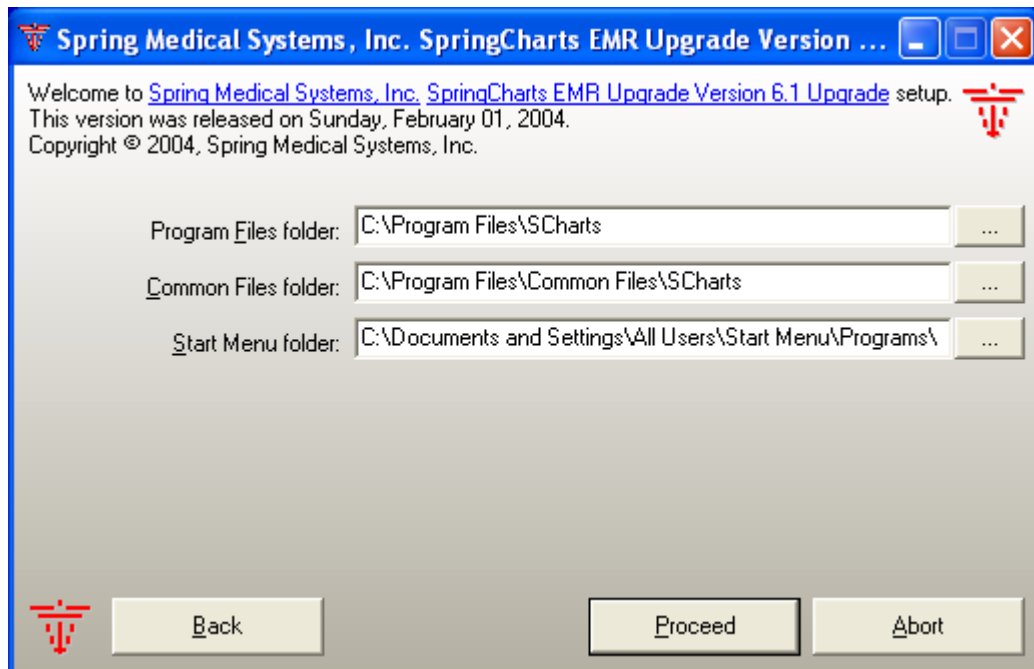 Spring Medical Systems, Inc. SpringCharts EMR Upgrade Version ...
Welcome to Spring Medical Systems, Inc. SpringCharts EMR Upgrade Version 6.1 Upgrade setup.
This version was released on Sunday, February 01, 2004.
Copyright © 2004, Spring Medical Systems, Inc.
Program Files folder: C:\Program Files\SCharts ...
Common Files folder: C:\Program Files\Common Files\SCharts ...
Start Menu folder: C:\Documents and Settings\All Users\Start Menu\Programs\ ...
Back Proceed Abort